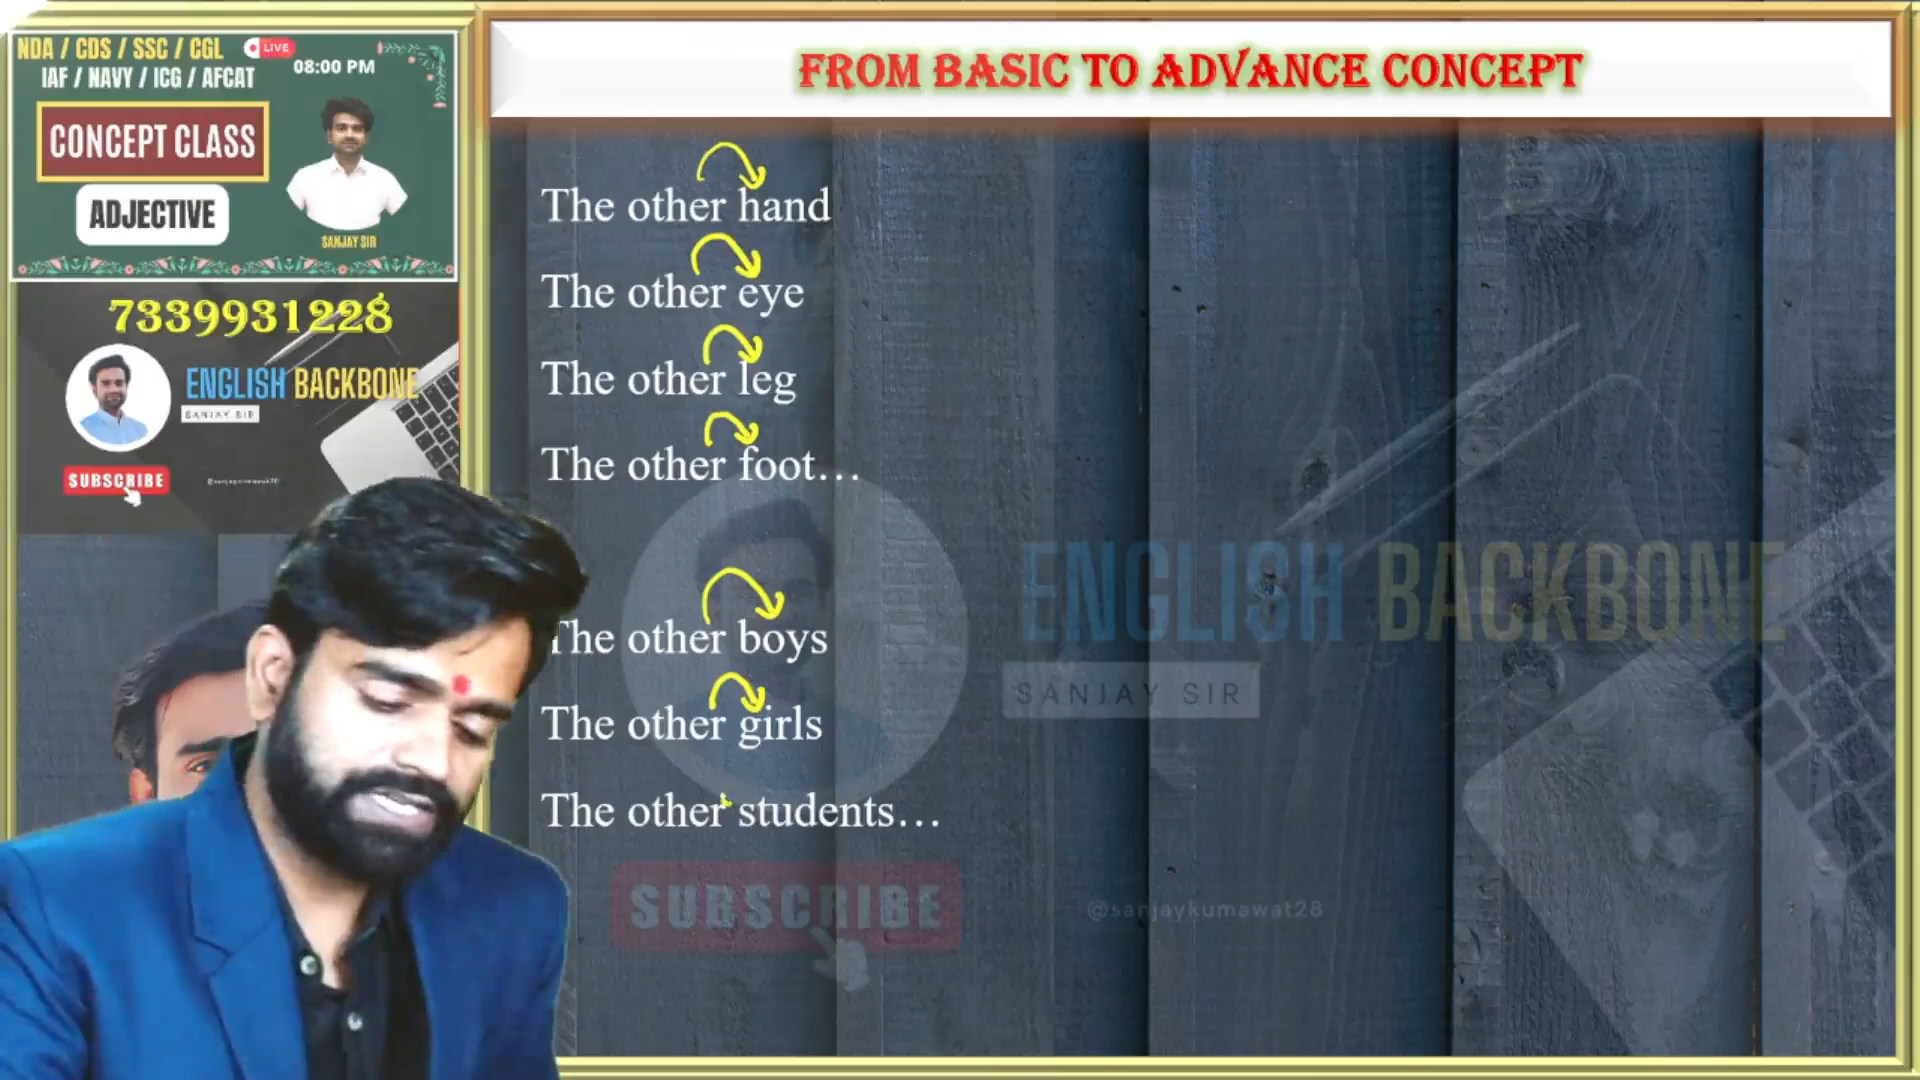 NDA / CDS / SSC / CGL
LIVE
IAF / NAVY / ICG / AFCAT
08:00 PM
CONCEPT CLASS
ADJECTIVE
SANJAY SIR
7339931228
ENGLISH BACKBONE
SANJAY SIR
SUBSCRIBE
FROM BASIC TO ADVANCE CONCEPT
The other hand
The other eye
The other leg
The other foot…
The other boys
The other girls
The other students…
ENGLISH BACKBONE
SANJAY SIR
SUBSCRIBE
@sanjaykumawat28